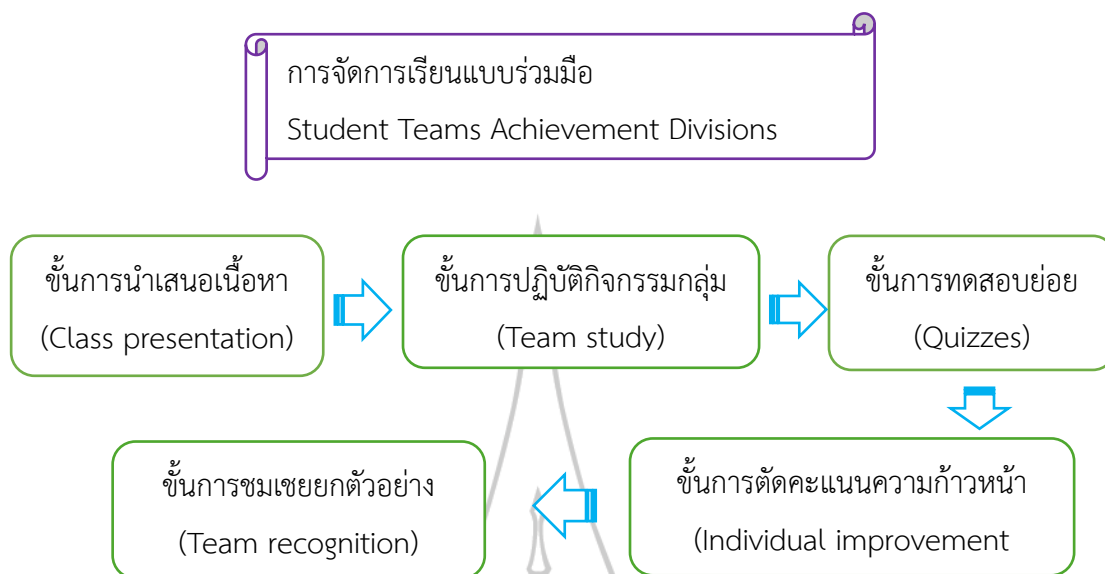 การจัดการเรียนแบบร่วมมือ
Student Teams Achievement Divisions
ขั้นการนำเสนอเนื้อหา
(Class presentation)
ขั้นการปฏิบัติกิจกรรมกลุ่ม
(Team study)
ขั้นการทดสอบย่อย
(Quizzes)
ขั้นการตัดคะแนนความก้าวหน้า
(Individual improvement
ขั้นการชมเชยยกตัวอย่าง
(Team recognition)